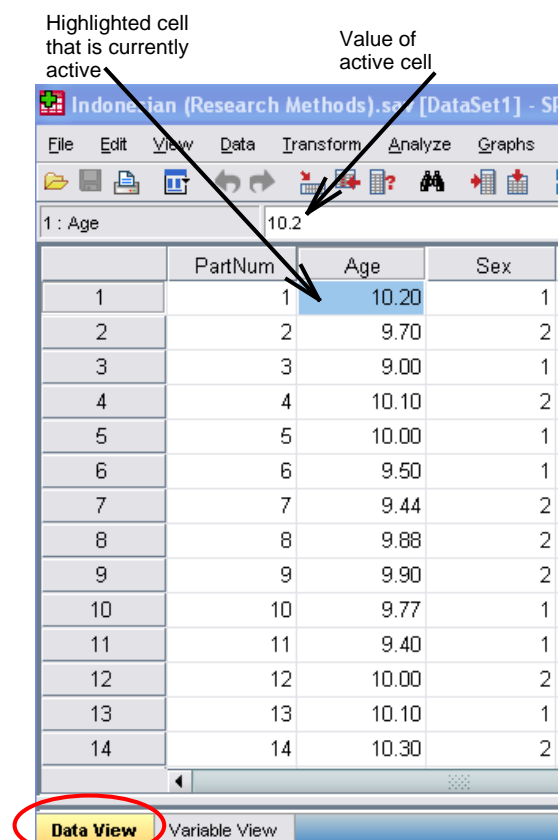 Highlighted cell
that is currently
active
Value of
active cell
Indonesian (Research Methods).sav [DataSet1] - SP
File Edit View Data Transform Analyze Graphs
1 : Age 10.2
PartNum Age Sex
1 1 10.20 1
2 2 9.70 2
3 3 9.00 1
4 4 10.10 2
5 5 10.00 1
6 6 9.50 1
7 7 9.44 2
8 8 9.88 2
9 9 9.90 2
10 10 9.77 1
11 11 9.40 1
12 12 10.00 2
13 13 10.10 1
14 14 10.30 2
Data View Variable View